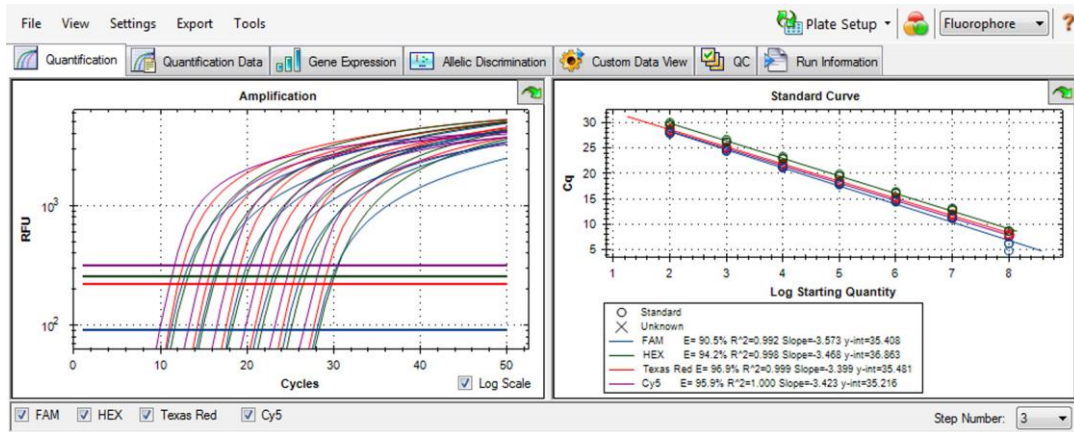 File View Settings Export Tools Plate Setup Fluorophore ?
Quantification Quantification Data Gene Expression Allelic Discrimination Custom Data View QC Run Information
Amplification
RFU
10^3
10^2
0 10 20 30 40 50
Cycles
Log Scale
Standard Curve
Cq
30
25
20
15
10
5
1 2 3 4 5 6 7 8
Log Starting Quantity
Standard
Unknown
FAM E= 90.5% R^2=0.992 Slope=-3.573 y-int=35.408
HEX E= 94.2% R^2=0.998 Slope=-3.468 y-int=36.863
Texas Red E= 96.9% R^2=0.999 Slope=-3.399 y-int=35.481
Cy5 E= 95.9% R^2=1.000 Slope=-3.423 y-int=35.216
FAM HEX Texas Red Cy5 Step Number: 3